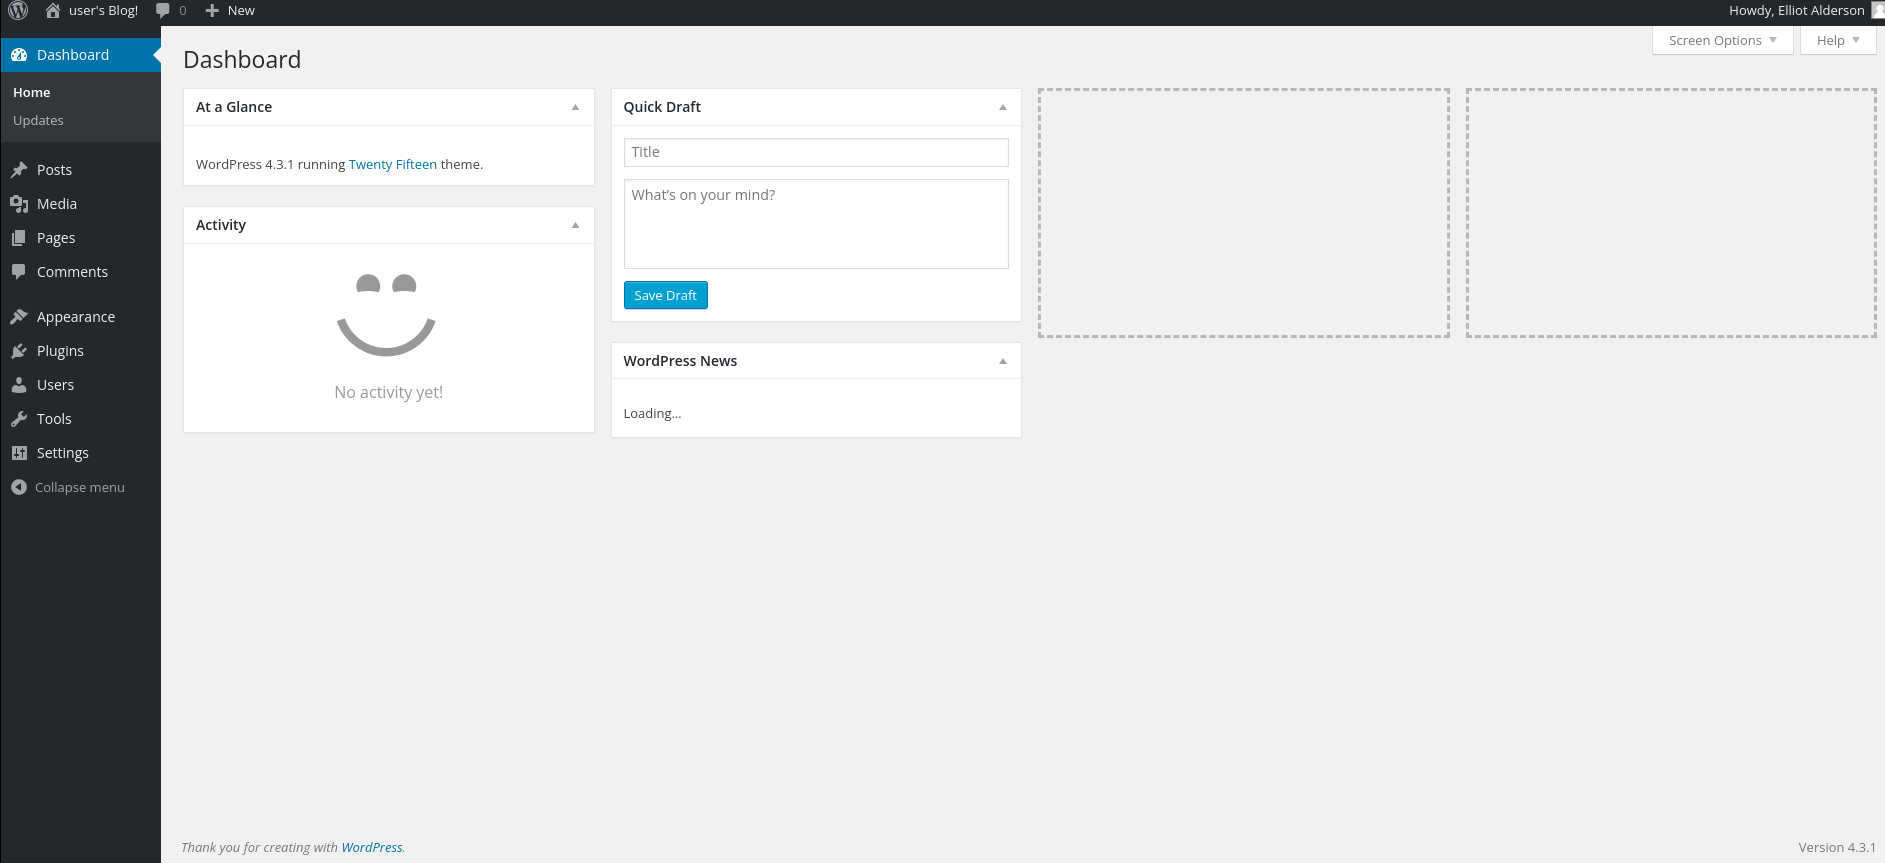 user's Blog!
0
New
Howdy, Elliot Alderson
Screen Options
Help
Dashboard
Home
Updates
Posts
Media
Pages
Comments
Appearance
Plugins
Users
Tools
Settings
Collapse menu
Dashboard
At a Glance
WordPress 4.3.1 running Twenty Fifteen theme.
Activity
No activity yet!
Quick Draft
Title
What's on your mind?
Save Draft
WordPress News
Loading...
Thank you for creating with WordPress.
Version 4.3.1